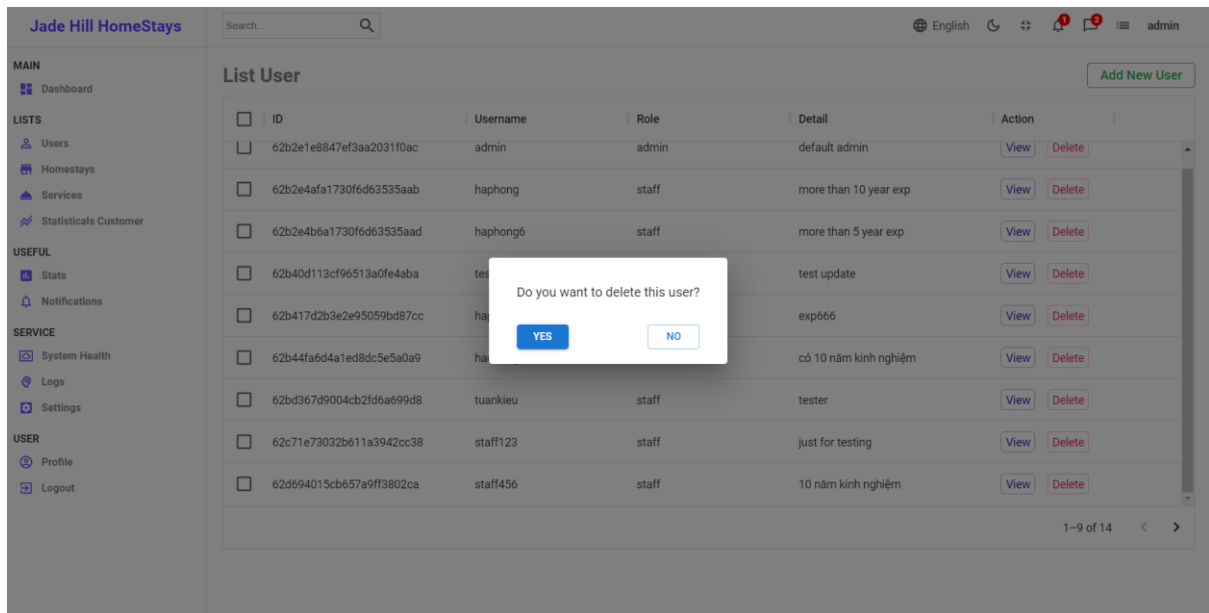 Jade Hill HomeStays
Search...
English
1
2
admin
MAIN
Dashboard
LISTS
Users
Homestays
Services
Statisticals Customer
USEFUL
Stats
Notifications
SERVICE
System Health
Logs
Settings
USER
Profile
Logout
List User
Add New User
ID Username Role Detail Action
62b2e1e8847ef3aa2031f0ac admin admin default admin View Delete
62b2e4afa1730f6d63535aab haphong staff more than 10 year exp View Delete
62b2e4b6a1730f6d63535aad haphong6 staff more than 5 year exp View Delete
62b40d113cf96513a0fe4aba test update View Delete
62b417d2b3e2e95059bd87cc exp666 View Delete
62b44fa6d4a1ed8dc5e5a0a9 có 10 năm kinh nghiệm View Delete
62bd367d9004cb2fd6a699d8 tuankieu staff tester View Delete
62c71e73032b611a3942cc38 staff123 staff just for testing View Delete
62d694015cb657a9ff3802ca staff456 staff 10 năm kinh nghiệm View Delete
1–9 of 14
Do you want to delete this user?
YES NO